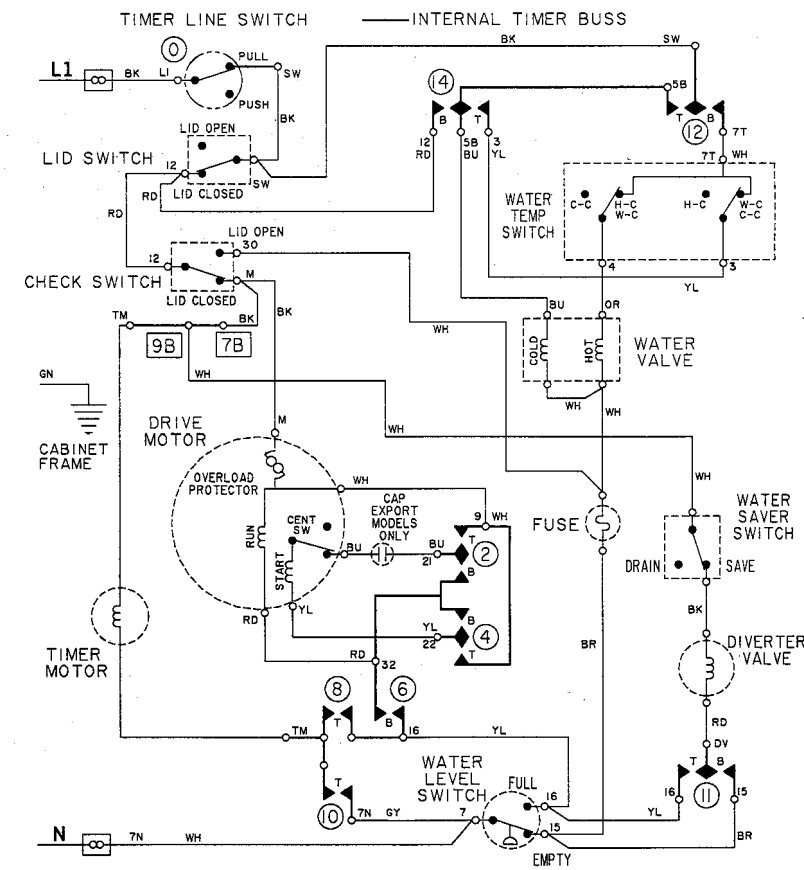 TIMER LINE SWITCH
INTERNAL TIMER BUSS
0
PULL
BK
SW
L1
BK
L1
SW
14
5B
PUSH
BK
B
T
T
B
12
7T
LID OPEN
12
RD
5B
BU
3
YL
LID SWITCH
12
7T
WH
SW
RD
LID CLOSED
WATER
TEMP
SWITCH
C-C
H-C
W-C
H-C
W-C
C-C
RD
LID OPEN
30
12
4
3
CHECK SWITCH
M
YL
LID CLOSED
BK
BU
OR
TM
BK
WH
9B
7B
COLD
HOT
WATER
VALVE
GN
WH
WH
WH
CABINET
FRAME
DRIVE
MOTOR
M
WH
OVERLOAD
PROTECTOR
WH
WH
CAP
EXPORT
MODELS
ONLY
9
WH
WATER
SAVER
SWITCH
RUN
CENT
SW
T
FUSE
BU
BU
21
2
START
B
DRAIN
SAVE
B
BK
RD
YL
YL
22
4
T
BR
DIVERTER
VALVE
TIMER
MOTOR
RD
32
8
6
RD
T
B
16
TM
YL
DV
WATER
LEVEL
SWITCH
FULL
T
B
T
16
16
11
15
10
7N
GY
7
YL
15
BR
N
7N
WH
EMPTY